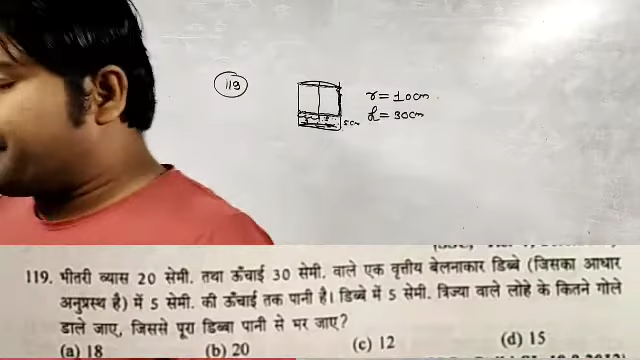 119
r = 10cm
h = 30cm
5cm
119. भीतरी व्यास 20 सेमी. तथा ऊँचाई 30 सेमी. वाले एक वृत्तीय बेलनाकार डिब्बे (जिसका आधार
अनुप्रस्थ है) में 5 सेमी. की ऊँचाई तक पानी है। डिब्बे में 5 सेमी. त्रिज्या वाले लोहे के कितने गोले
डाले जाए, जिससे पूरा डिब्बा पानी से भर जाए?
(a) 18 (b) 20 (c) 12 (d) 15